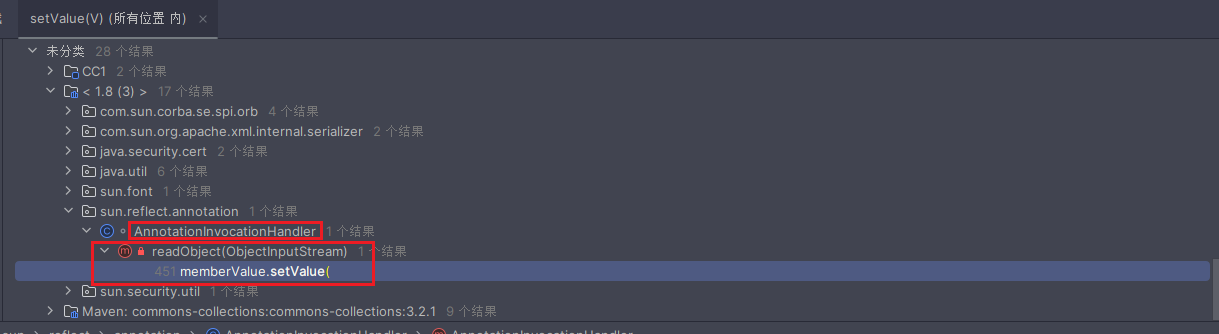 setValue(V) (所有位置 内) ×
未分类 28 个结果
CC1 2 个结果
< 1.8 (3) > 17 个结果
com.sun.corba.se.spi.orb 4 个结果
com.sun.org.apache.xml.internal.serializer 2 个结果
java.security.cert 2 个结果
java.util 6 个结果
sun.font 1 个结果
sun.reflect.annotation 1 个结果
AnnotationInvocationHandler 1 个结果
readObject(ObjectInputStream) 1 个结果
451 memberValue.setValue(
sun.security.util 1 个结果
Maven: commons-collections:commons-collections:3.2.1 9 个结果